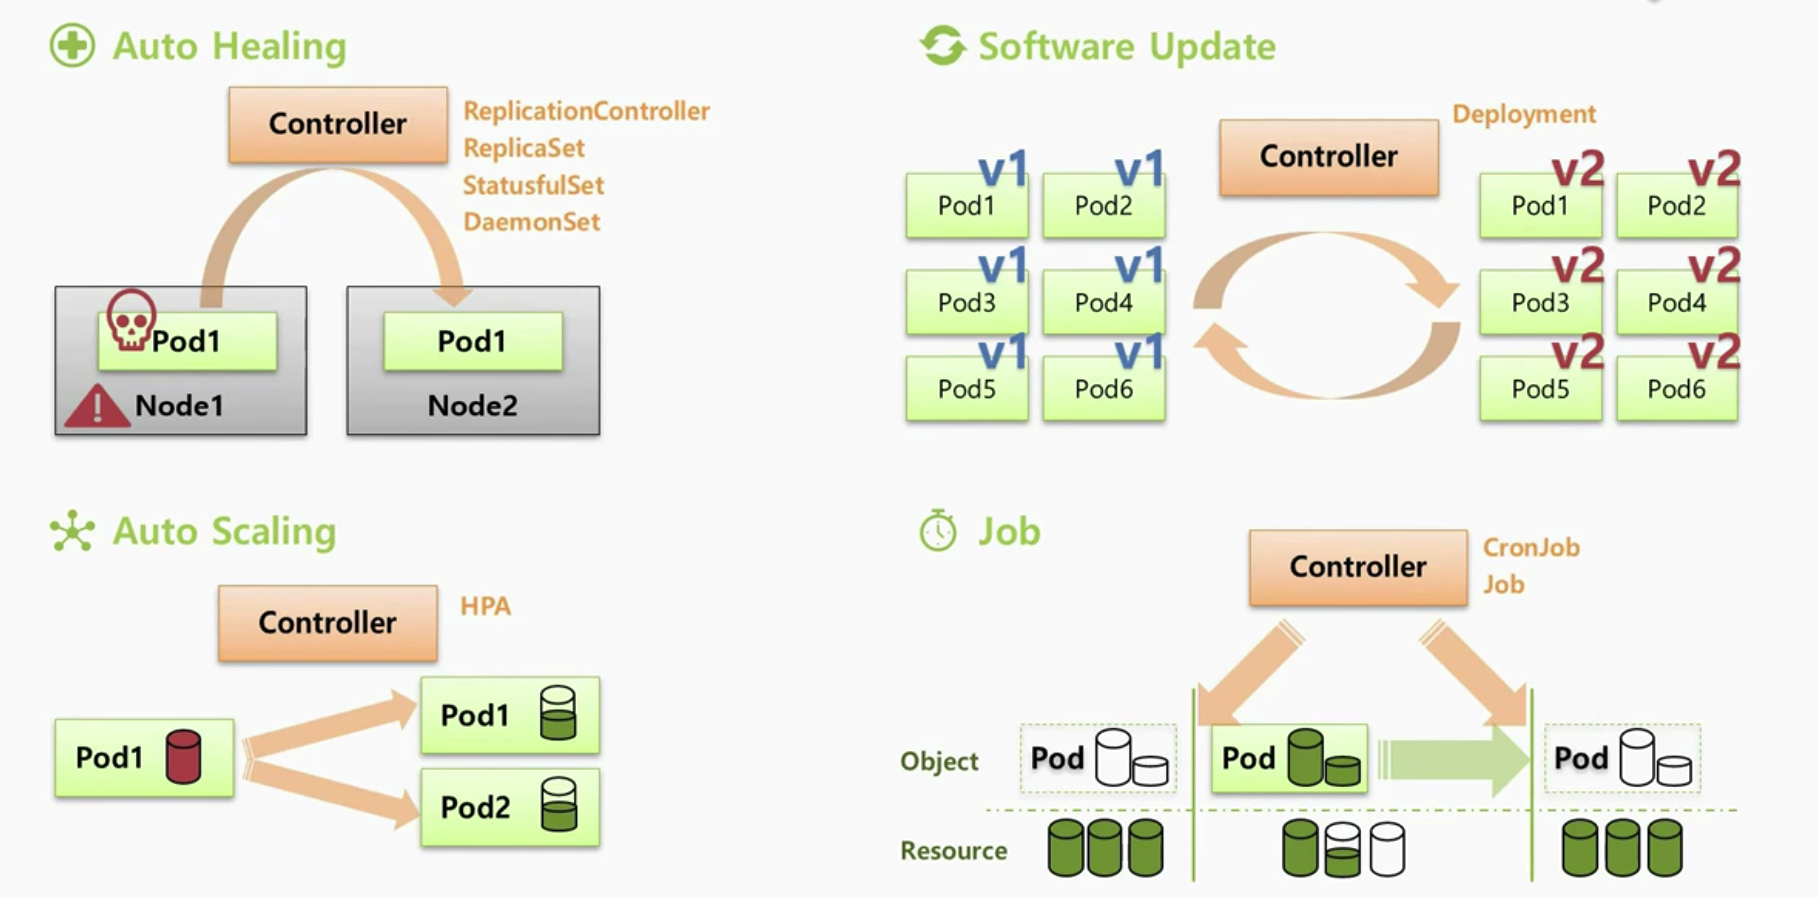 Auto Healing
Controller
ReplicationController
ReplicaSet
StatusfulSet
DaemonSet
Pod1
Node1
Pod1
Node2
Software Update
Deployment
Controller
v1
Pod1
v1
Pod2
v1
Pod3
v1
Pod4
v1
Pod5
v1
Pod6
v2
Pod1
v2
Pod2
v2
Pod3
v2
Pod4
v2
Pod5
v2
Pod6
Auto Scaling
Controller
HPA
Pod1
Pod1
Pod2
Job
Controller
CronJob
Job
Object
Pod
Pod
Pod
Resource